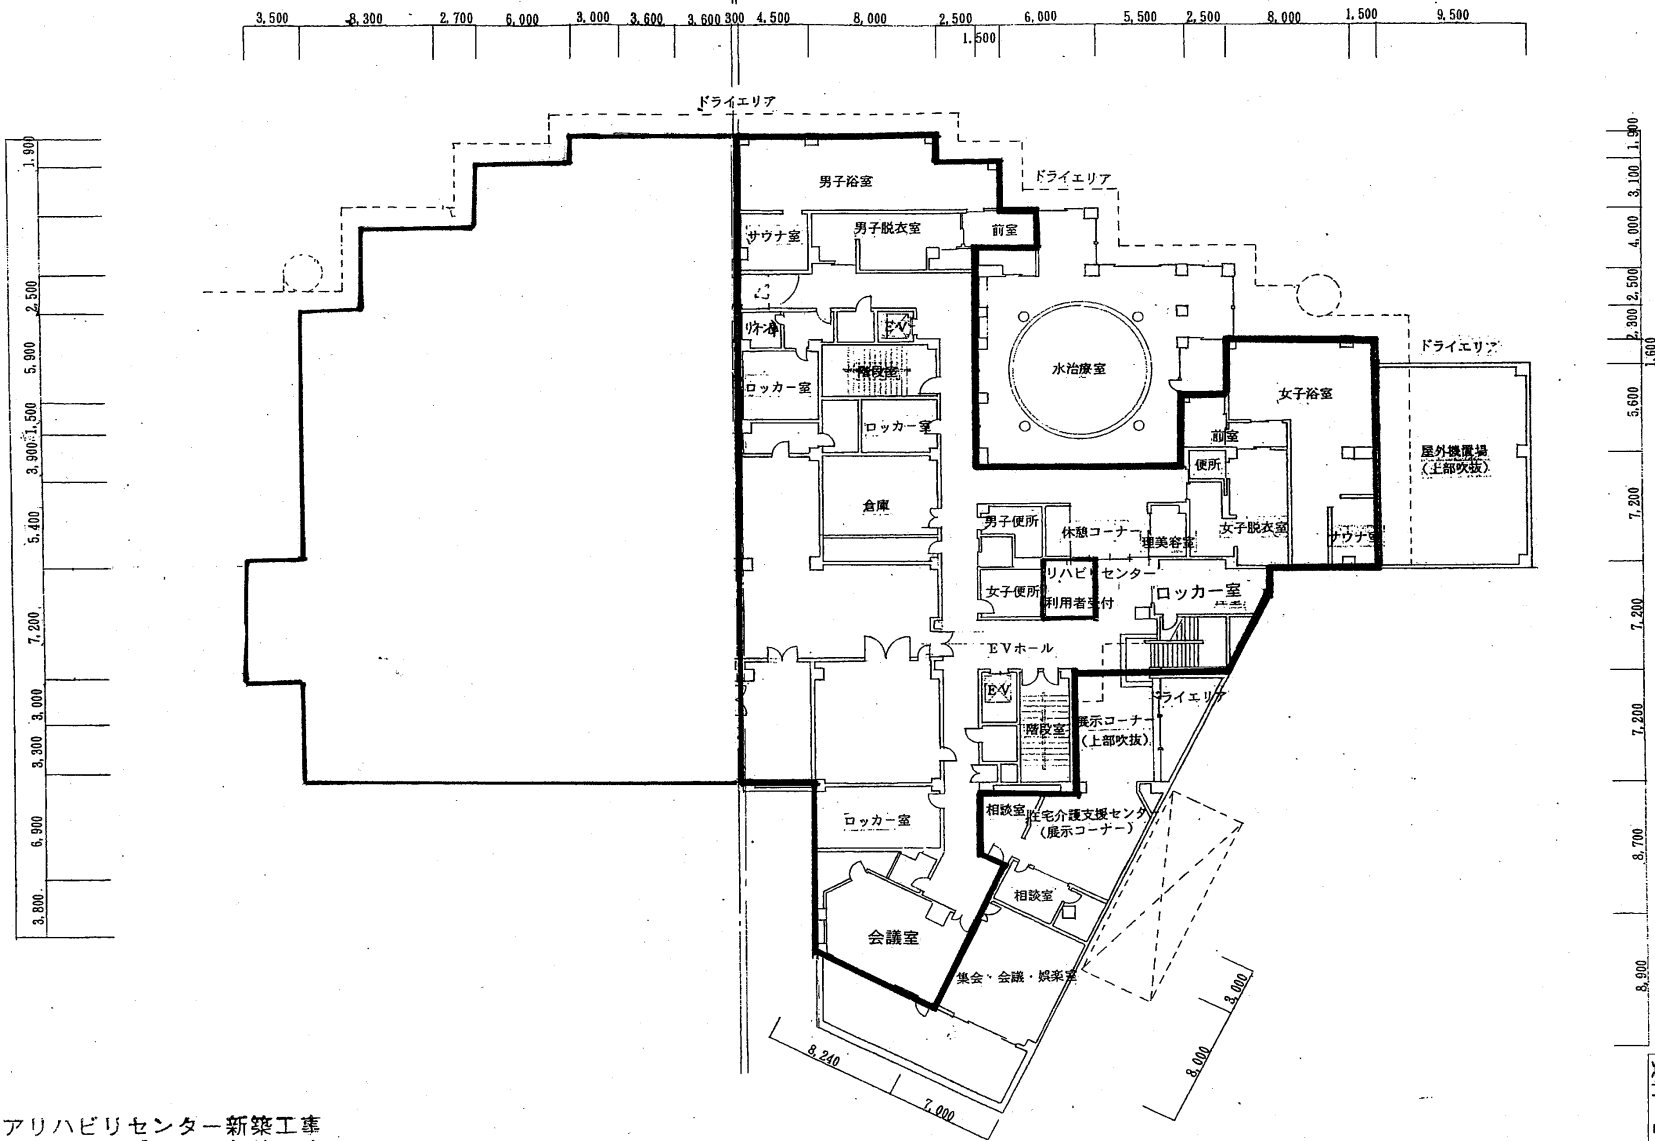 3,500 8,300 2,700 6,000 3,000 3,600 3,600 300 4,500 8,000 2,500 6,000 5,500 2,500 8,000 1,500 9,500
1,500
ドライエリア
1,900
1,900
男子浴室
ドライエリア
3,100
サウナ室
男子脱衣室
前室
4,000
2,500
2,500
リネン庫
EV
2,300
ドライエリア
1,600
5,900
ロッカー室
階段室
水治療室
女子浴室
5,600
1,500
ロッカー室
前室
3,900
便所
屋外機置場
(上部吹抜)
倉庫
7,200
5,400
男子便所
休憩コーナー
理美容室
女子脱衣室
サウナ室
リハビリセンター
利用者受付
女子便所
ロッカー室
7,200
7,200
EVホール
3,000
EV
ドライエリア
展示コーナー
(上部吹抜)
階段室
7,200
3,300
ロッカー室
相談室
在宅介護支援センター
(展示コーナー)
6,900
8,700
相談室
3,800
会議室
集会・会議・娯楽室
8,900
3,000
8,240
8,000
7,000
アリハビリセンター新築工事